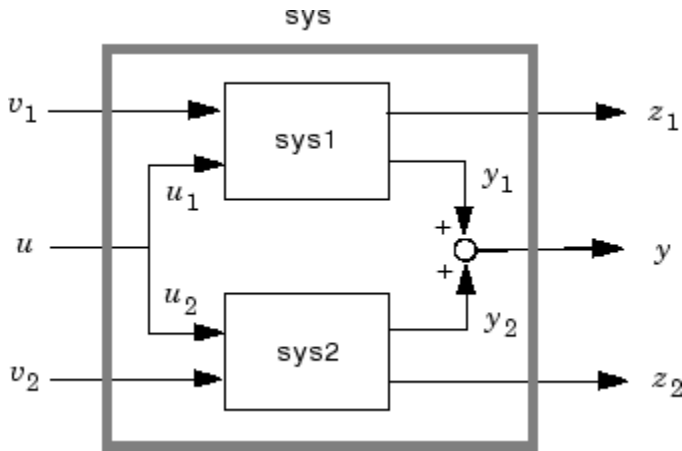 sys
v1 z1
sys1
u1 y1
+
u y
+
u2 y2
sys2
v2 z2